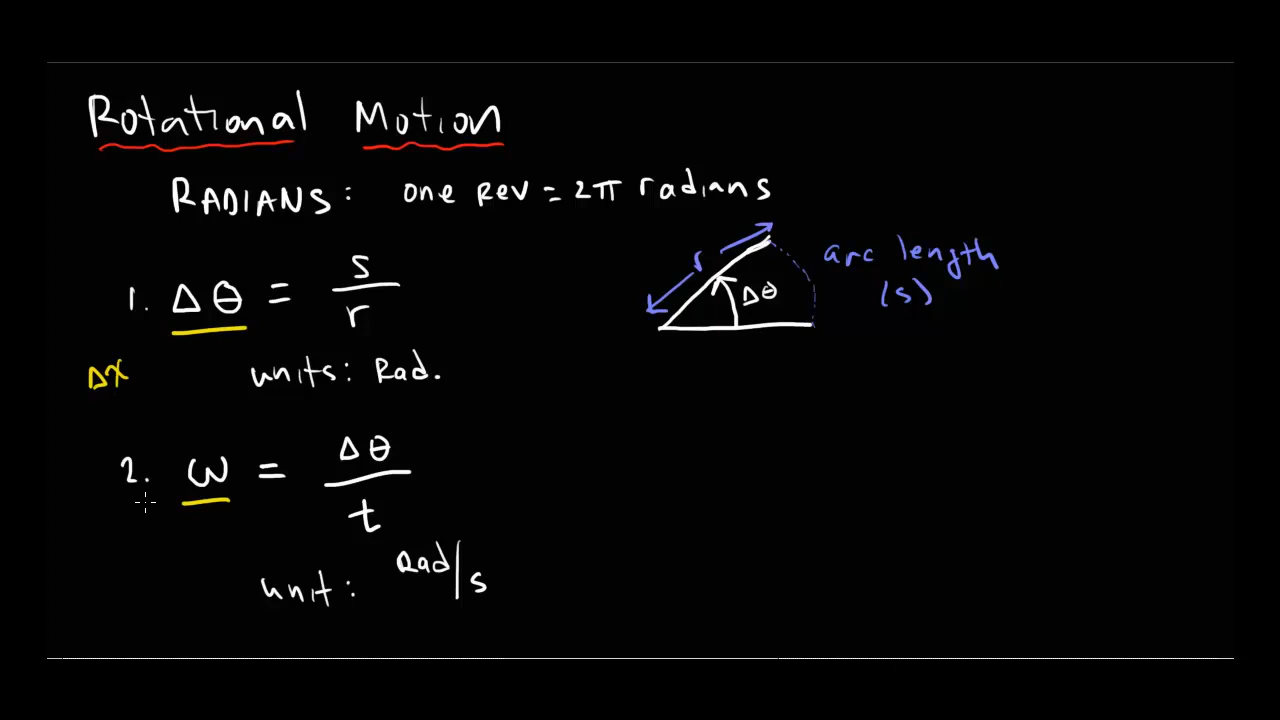 Rotational Motion
RADIANS: one Rev = 2π radians
1. Δθ = s/r
r
Δθ
arc length
(s)
Δx
units: Rad.
2. ω = Δθ/t
unit: Rad/s